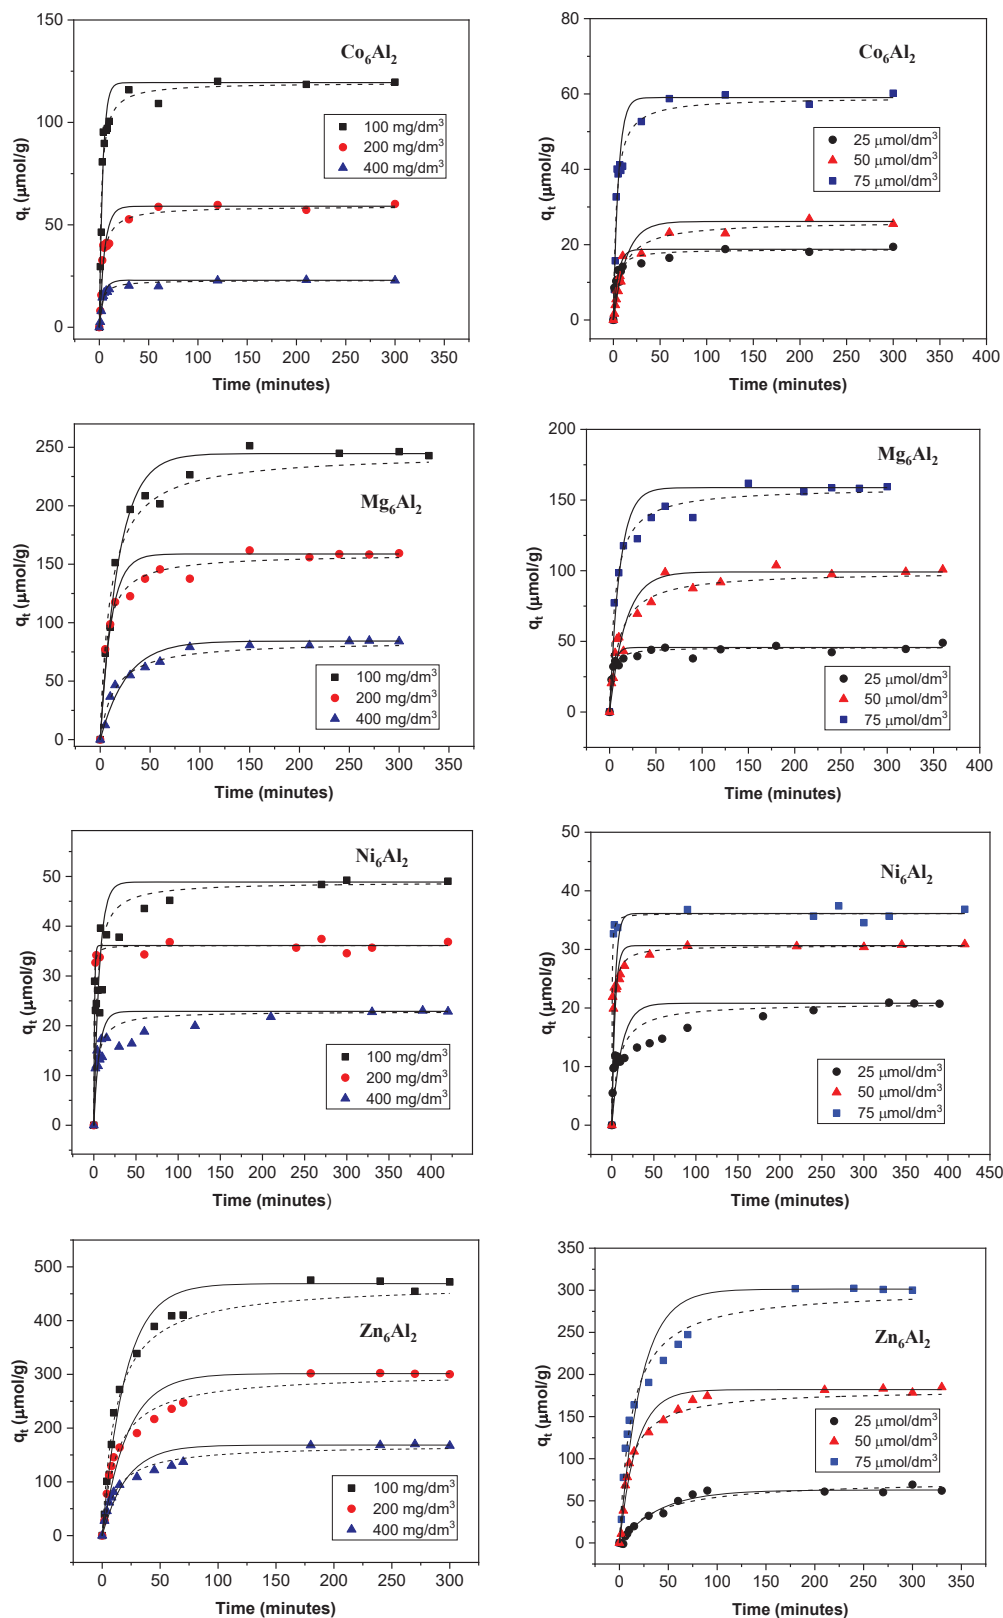 150
100
50
0
q_t (μmol/g)
Co₆Al₂
100 mg/dm³
200 mg/dm³
400 mg/dm³
0 50 100 150 200 250 300 350
Time (minutes)
80
60
40
20
0
q_t (μmol/g)
Co₆Al₂
25 μmol/dm³
50 μmol/dm³
75 μmol/dm³
0 50 100 150 200 250 300 350 400
Time (minutes)
250
200
150
100
50
0
q_t (μmol/g)
Mg₆Al₂
100 mg/dm³
200 mg/dm³
400 mg/dm³
0 50 100 150 200 250 300 350
Time (minutes)
200
150
100
50
0
q_t (μmol/g)
Mg₆Al₂
25 μmol/dm³
50 μmol/dm³
75 μmol/dm³
0 50 100 150 200 250 300 350 400
Time (minutes)
50
40
30
20
10
0
q_t (μmol/g)
Ni₆Al₂
100 mg/dm³
200 mg/dm³
400 mg/dm³
0 50 100 150 200 250 300 350 400
Time (minutes)
50
40
30
20
10
0
q_t (μmol/g)
Ni₆Al₂
25 μmol/dm³
50 μmol/dm³
75 μmol/dm³
0 50 100 150 200 250 300 350 400 450
Time (minutes)
500
400
300
200
100
0
q_t (μmol/g)
Zn₆Al₂
100 mg/dm³
200 mg/dm³
400 mg/dm³
0 50 100 150 200 250 300
Time (minutes)
350
300
250
200
150
100
50
0
q_t (μmol/g)
Zn₆Al₂
25 μmol/dm³
50 μmol/dm³
75 μmol/dm³
0 50 100 150 200 250 300 350
Time (minutes)